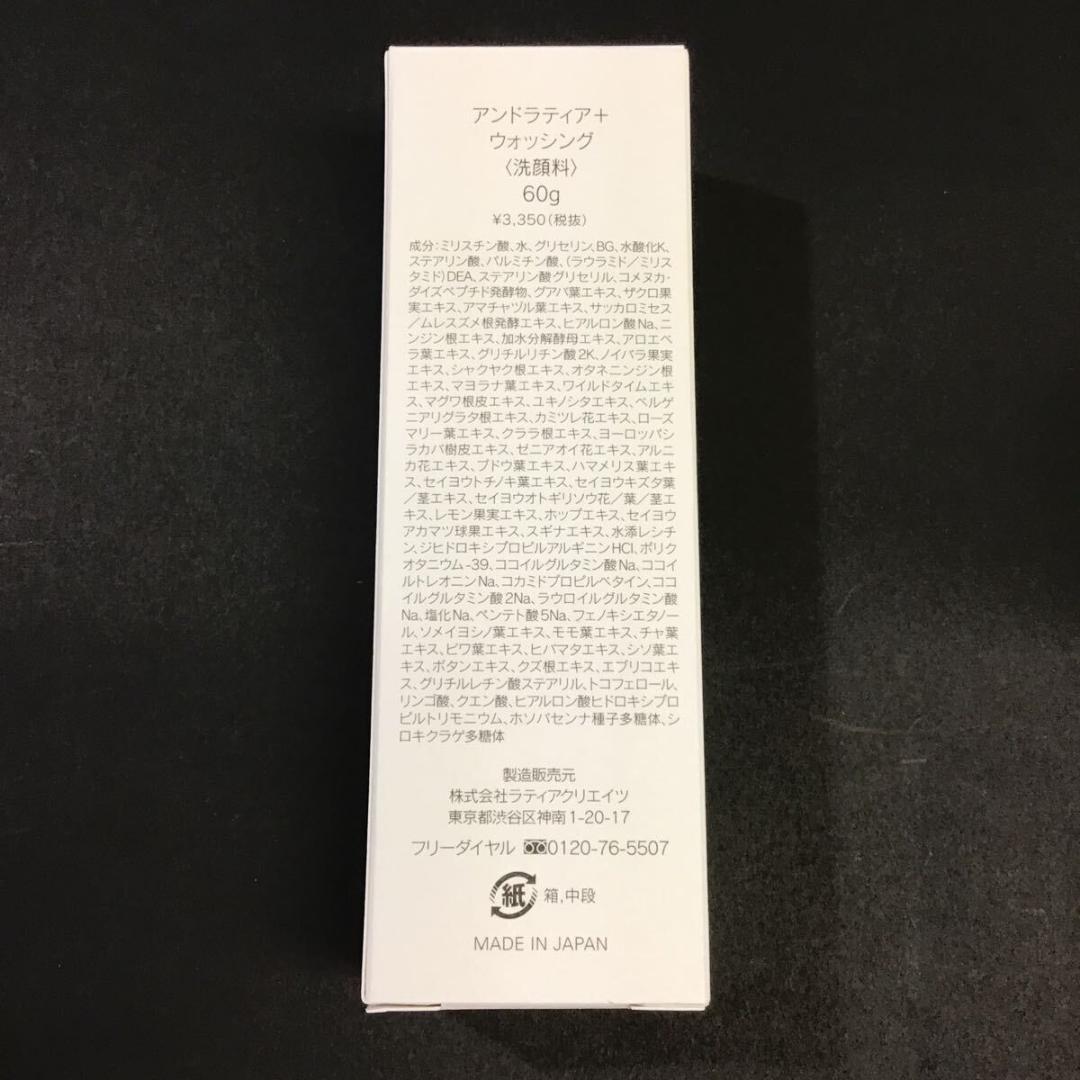 アンドラティア＋
ウォッシング
〈洗顔料〉
60g
¥3,350（税抜）
成分：ミリスチン酸、水、グリセリン、BG、水酸化K、
ステアリン酸、パルミチン酸、（ラウラミド／ミリス
タミド）DEA、ステアリン酸グリセリル、コメヌカ・
ダイズペプチド発酵物、グアバ葉エキス、ザクロ果
実エキス、アマチャヅル葉エキス、サッカロミセス
／ムレスズメ根発酵エキス、ヒアルロン酸Na、ニ
ンジン根エキス、加水分解酵母エキス、アロエベ
ラ葉エキス、グリチルリチン酸2K、ノイバラ果実
エキス、シャクヤク根エキス、オタネニンジン根
エキス、マヨラナ葉エキス、ワイルドタイムエキ
ス、マグワ根皮エキス、ユキノシタエキス、ベルゲ
ニアリグラタ根エキス、カミツレ花エキス、ローズ
マリー葉エキス、クララ根エキス、ヨーロッパシ
ラカバ樹皮エキス、ゼニアオイ花エキス、アルニ
カ花エキス、ブドウ葉エキス、ハマメリス葉エキ
ス、セイヨウトチノキ葉エキス、セイヨウキズタ葉
／茎エキス、セイヨウオトギリソウ花／葉／茎エ
キス、レモン果実エキス、ホップエキス、セイヨウ
アカマツ球果エキス、スギナエキス、水添レシチ
ン、ジヒドロキシプロピルアルギニンHCl、ポリク
オタニウム-39、ココイルグルタミン酸Na、ココイ
ルトレオニンNa、コカミドプロピルベタイン、ココ
イルグルタミン酸2Na、ラウロイルグルタミン酸
Na、塩化Na、ペンテト酸5Na、フェノキシエタノー
ル、ソメイヨシノ葉エキス、モモ葉エキス、チャ葉
エキス、ビワ葉エキス、ヒバマタエキス、シソ葉エ
キス、ボタンエキス、クズ根エキス、エブリコエキ
ス、グリチルレチン酸ステアリル、トコフェロール、
リンゴ酸、クエン酸、ヒアルロン酸ヒドロキシプロ
ピルトリモニウム、ホソバセンナ種子多糖体、シ
ロキクラゲ多糖体
製造販売元
株式会社ラティアクリエイツ
東京都渋谷区神南1-20-17
フリーダイヤル 0120-76-5507
紙 箱,中段
MADE IN JAPAN